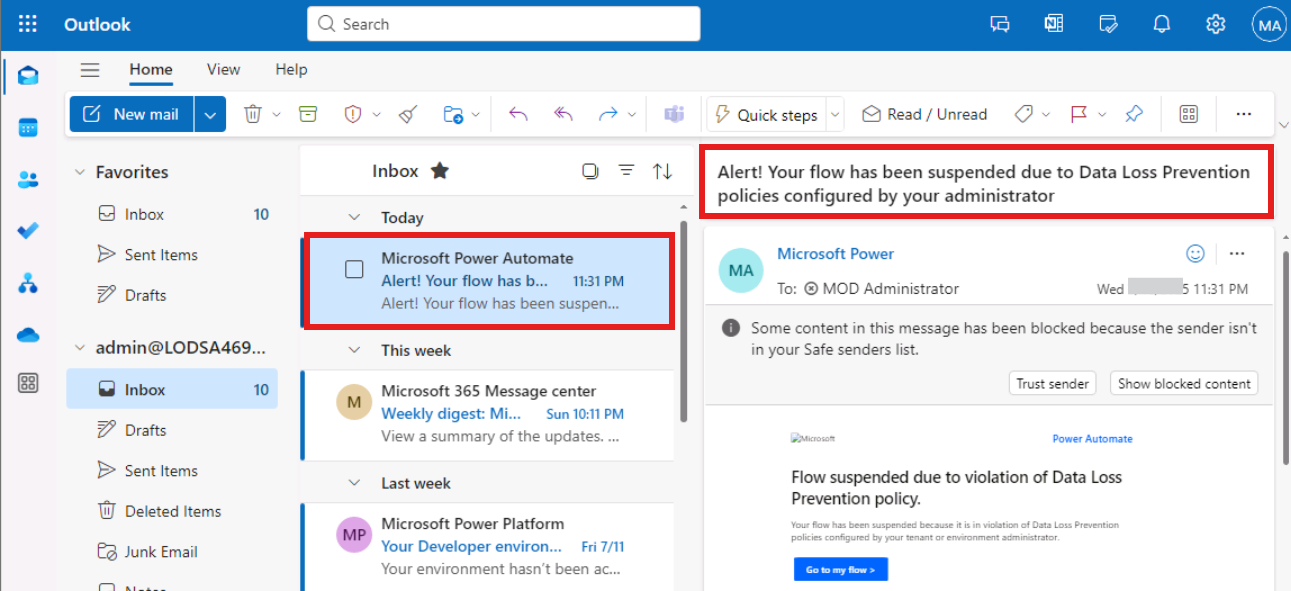 Outlook
Search
MA
Home View Help
New mail
Quick steps
Read / Unread
Favorites
Inbox 10
Sent Items
Drafts
admin@LODSA469...
Inbox 10
Drafts
Sent Items
Deleted Items
Junk Email
Notes
Inbox
Today
Microsoft Power Automate
Alert! Your flow has b... 11:31 PM
Alert! Your flow has been suspen...
This week
M
Microsoft 365 Message center
Weekly digest: Mi... Sun 10:11 PM
View a summary of the updates. ...
Last week
MP
Microsoft Power Platform
Your Developer environ... Fri 7/11
Your environment hasn't been ac...
Alert! Your flow has been suspended due to Data Loss Prevention
policies configured by your administrator
MA
Microsoft Power
To: MOD Administrator
Wed 5 11:31 PM
Some content in this message has been blocked because the sender isn't
in your Safe senders list.
Trust sender
Show blocked content
Microsoft
Power Automate
Flow suspended due to violation of Data Loss
Prevention policy.
Your flow has been suspended because it is in violation of Data Loss Prevention
policies configured by your tenant or environment administrator.
Go to my flow >